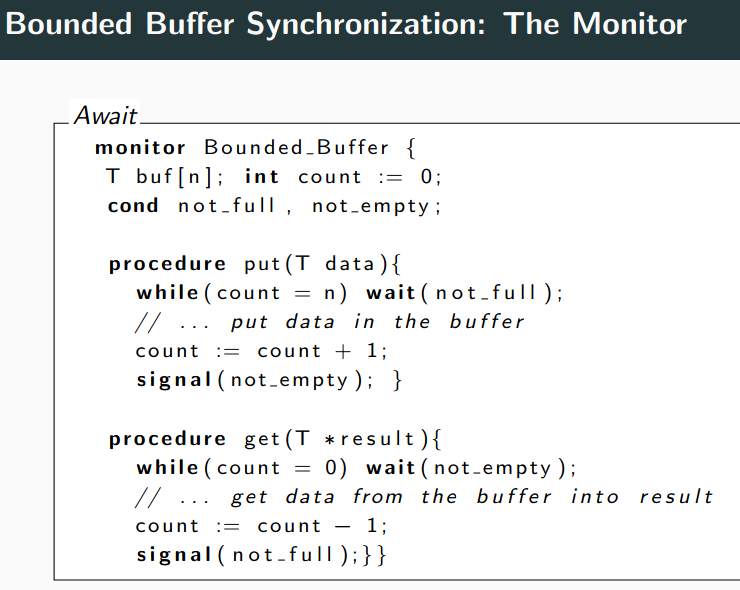 Bounded Buffer Synchronization: The Monitor
Await
monitor Bounded_Buffer {
T buf[n]; int count := 0;
cond not_full, not_empty;
procedure put(T data){
while(count = n) wait(not_full);
// ... put data in the buffer
count := count + 1;
signal(not_empty); }
procedure get(T *result){
while(count = 0) wait(not_empty);
// ... get data from the buffer into result
count := count − 1;
signal(not_full);}}